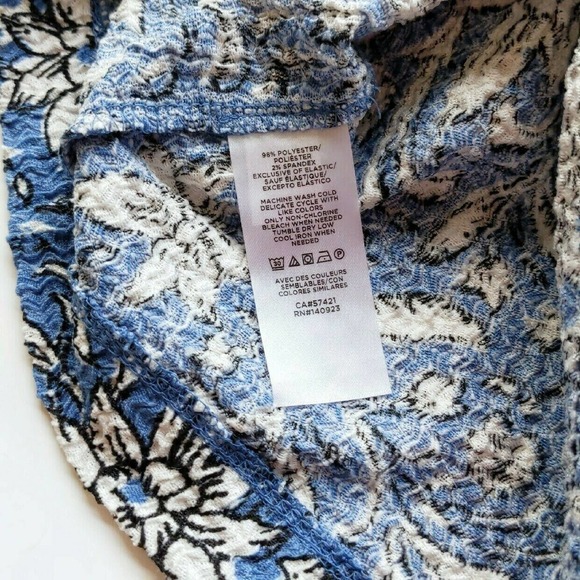 98% POLYESTER/
POLIÉSTER
2% SPANDEX
EXCLUSIVE OF ELASTIC/
SAUF ÉLASTIQUE/
EXCEPTO ELÁSTICO
MACHINE WASH COLD
DELICATE CYCLE WITH
LIKE COLORS
ONLY NON-CHLORINE
BLEACH WHEN NEEDED
TUMBLE DRY LOW
COOL IRON WHEN
NEEDED
AVEC DES COULEURS
SEMBLABLES/CON
COLORES SIMILARES
CA#57421
RN#140923